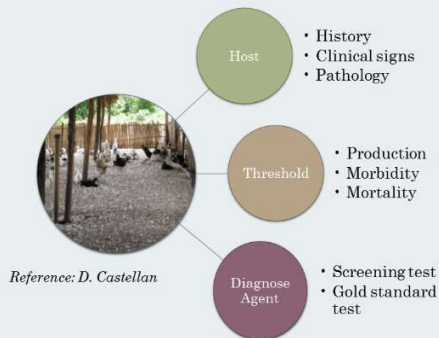 Host
• History
• Clinical signs
• Pathology
Threshold
• Production
• Morbidity
• Mortality
Reference: D. Castellan
Diagnose
Agent
• Screening test
• Gold standard
test